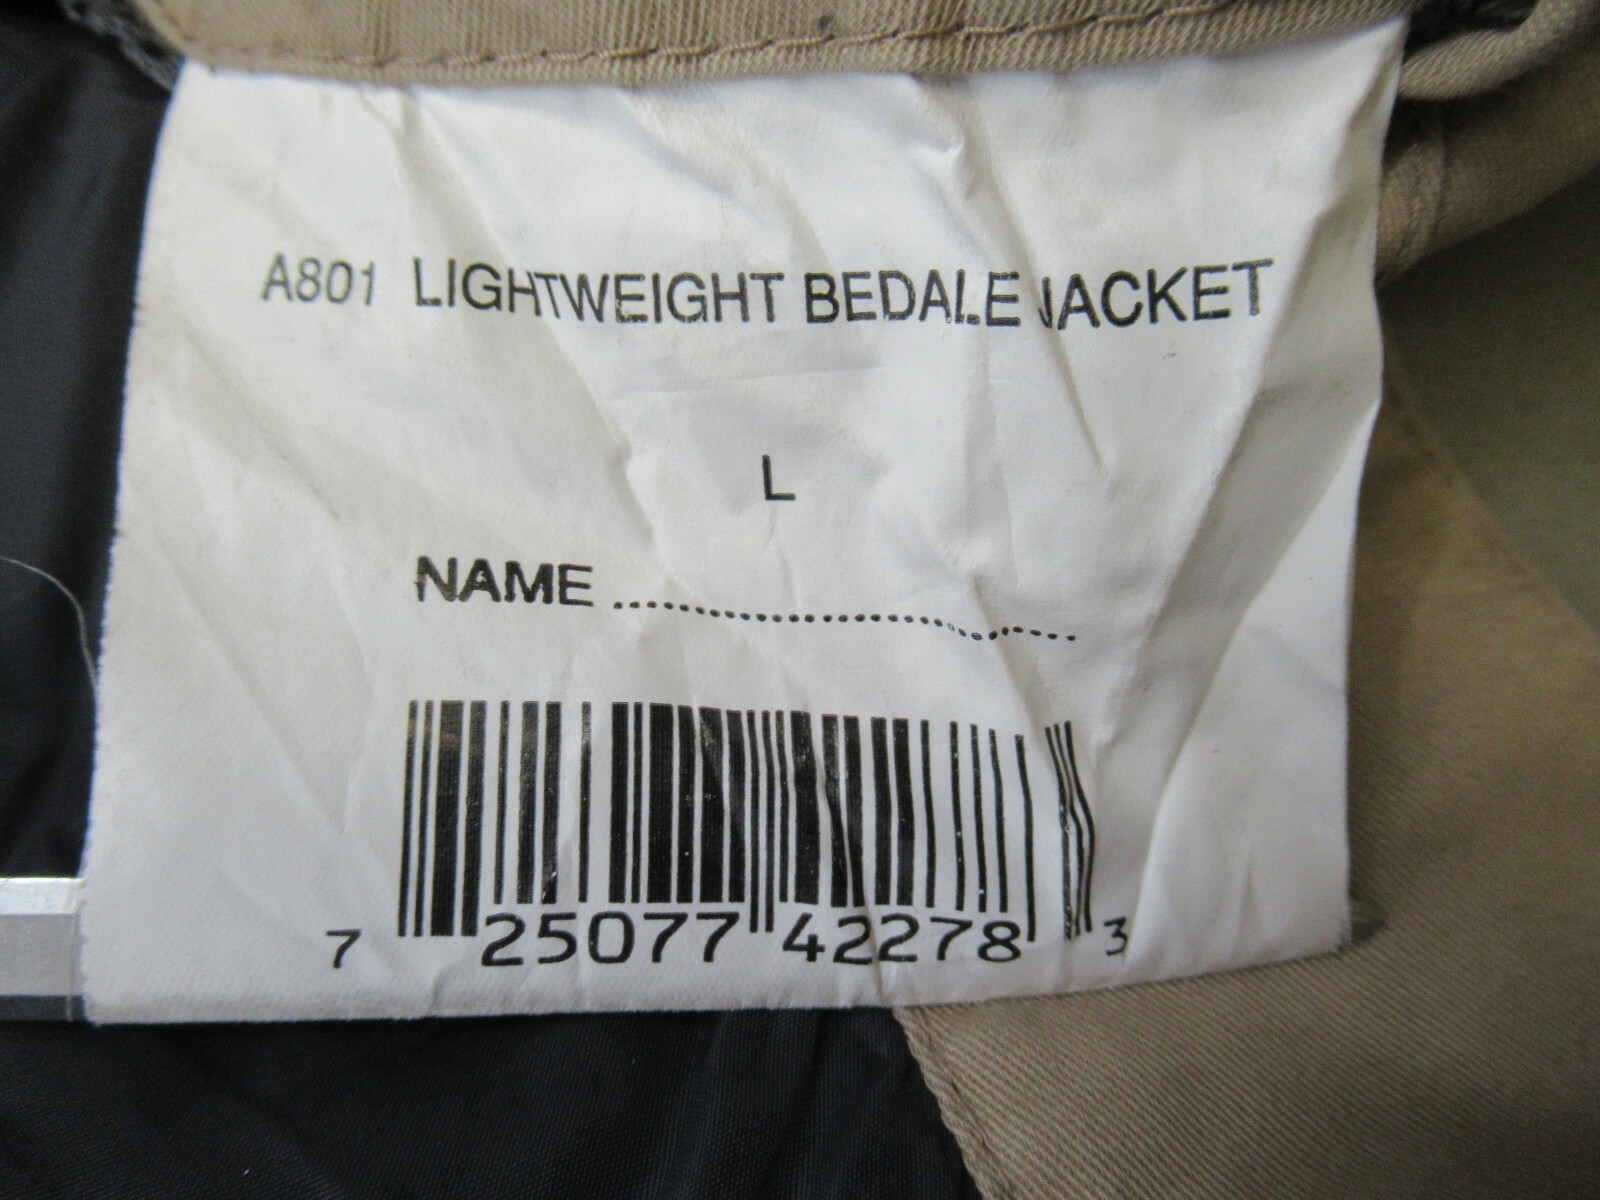 A801 LIGHTWEIGHT BEDALE JACKET
L
NAME ..............................
7 25077 42278 3